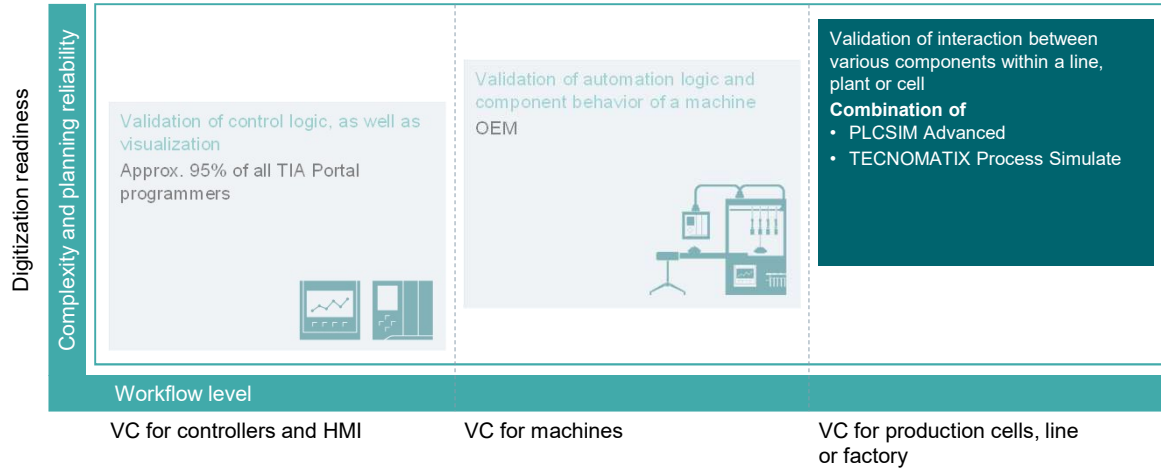 Digitization readiness
Complexity and planning reliability
Validation of control logic, as well as
visualization
Approx. 95% of all TIA Portal
programmers
Validation of automation logic and
component behavior of a machine
OEM
Validation of interaction between
various components within a line,
plant or cell
Combination of
• PLCSIM Advanced
• TECNOMATIX Process Simulate
Workflow level
VC for controllers and HMI
VC for machines
VC for production cells, line
or factory